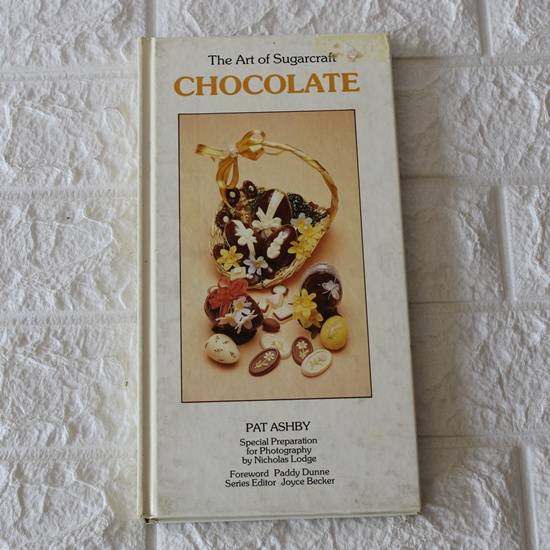 The Art of Sugarcraft
CHOCOLATE
PAT ASHBY
Special Preparation
for Photography
by Nicholas Lodge
Foreword Paddy Dunne
Series Editor Joyce Becker